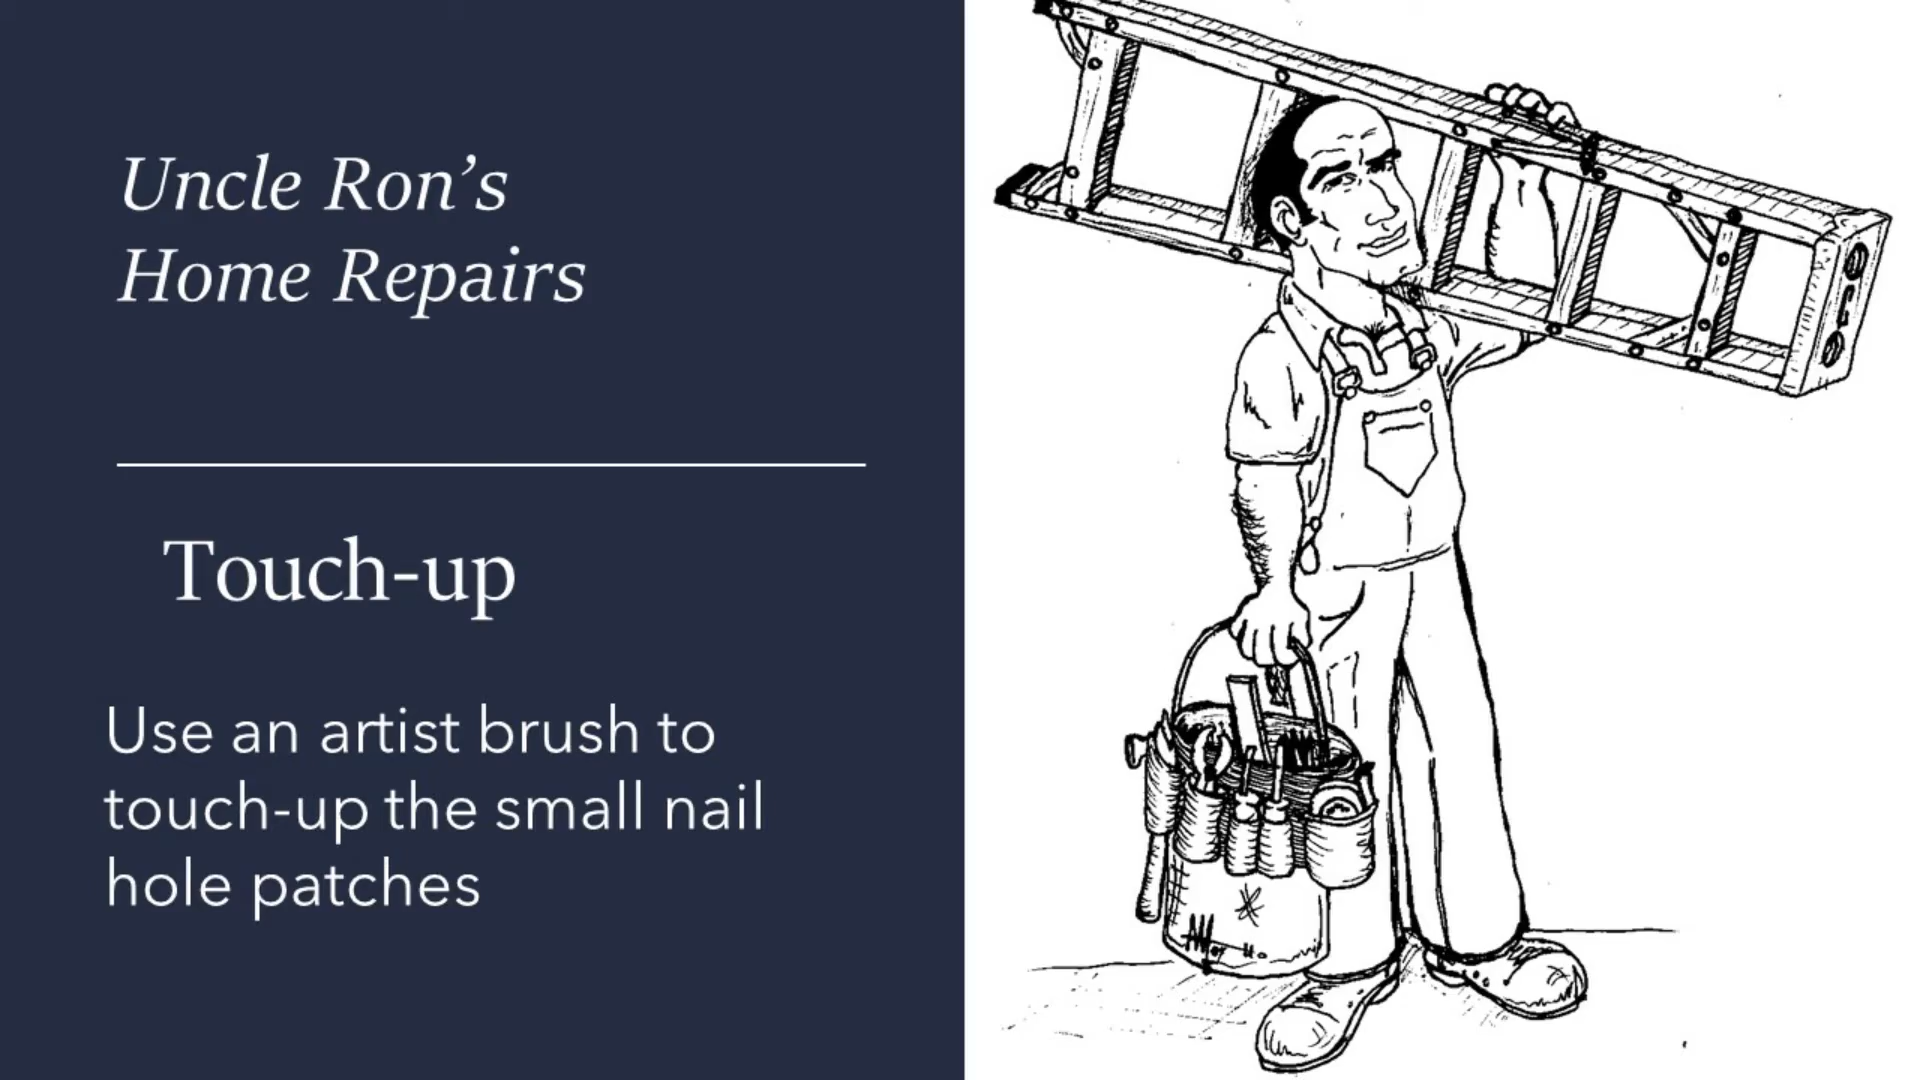 Uncle Ron’s
Home Repairs
Touch-up
Use an artist brush to
touch-up the small nail
hole patches